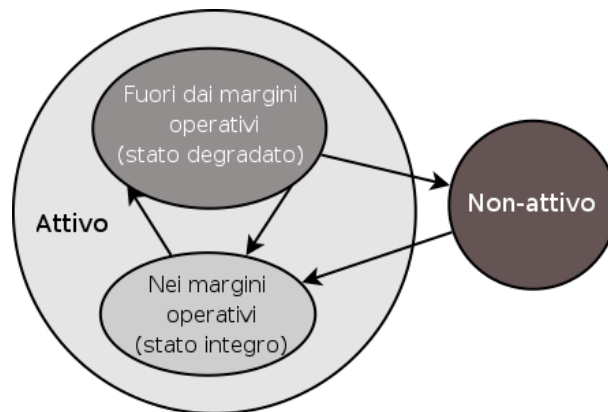 Fuori dai margini
operativi
(stato degradato)
Attivo
Nei margini
operativi
(stato integro)
Non-attivo